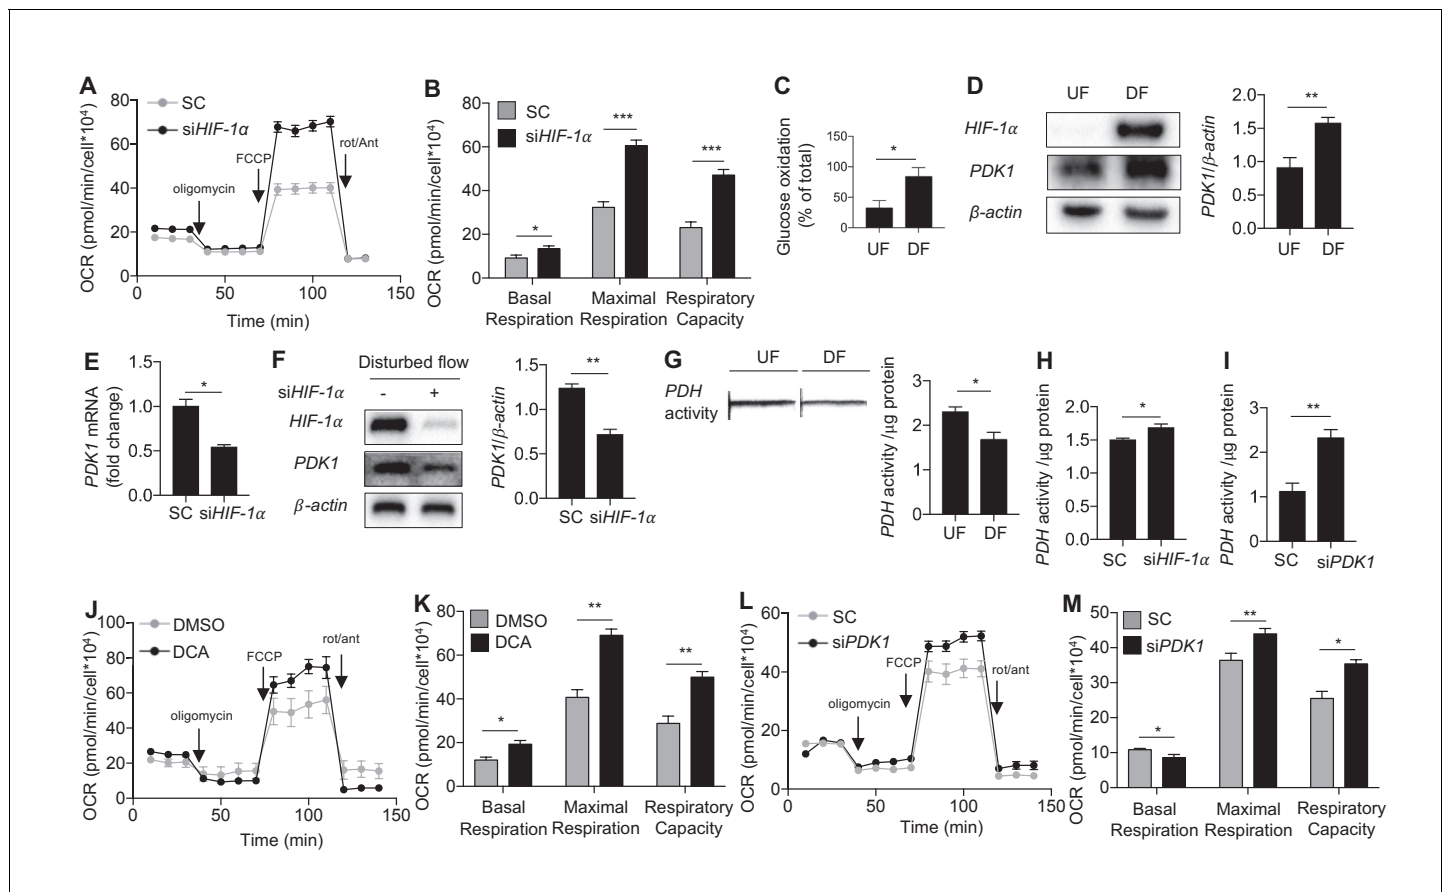 A
SC
siHIF-1α
OCR (pmol/min/cell*10⁴)
80
60
40
20
0
oligomycin
FCCP
rot/Ant
0
50
100
150
Time (min)
B
SC
siHIF-1α
OCR (pmol/min/cell*10⁴)
80
60
40
20
0
*
***
***
Basal
Respiration
Maximal
Respiration
Respiratory
Capacity
C
Glucose oxidation
(% of total)
150
100
50
0
*
UF
DF
D
UF
DF
HIF-1α
PDK1
β-actin
PDK1/β-actin
2.0
1.5
1.0
0.5
0.0
**
UF
DF
E
PDK1 mRNA
(fold change)
1.5
1.0
0.5
0.0
*
SC
siHIF-1α
F
Disturbed flow
siHIF-1α
-
+
HIF-1α
PDK1
β-actin
PDK1/β-actin
1.5
1.0
0.5
0.0
**
SC
siHIF-1α
G
UF
DF
PDH
activity
PDH activity /μg protein
3
2
1
0
*
UF
DF
H
PDH activity /μg protein
2.0
1.5
1.0
0.5
0.0
*
SC
siHIF-1α
I
PDH activity /μg protein
3
2
1
0
**
SC
siPDK1
J
DMSO
DCA
OCR (pmol/min/cell*10⁴)
100
80
60
40
20
0
oligomycin
FCCP
rot/ant
0
50
100
150
Time (min)
K
DMSO
DCA
OCR (pmol/min/cell*10⁴)
80
60
40
20
0
*
**
**
Basal
Respiration
Maximal
Respiration
Respiratory
Capacity
L
SC
siPDK1
OCR (pmol/min/cell*10⁴)
60
40
20
0
oligomycin
FCCP
rot/ant
0
50
100
150
Time (min)
M
SC
siPDK1
OCR (pmol/min/cell*10⁴)
50
40
30
20
10
0
*
**
*
Basal
Respiration
Maximal
Respiration
Respiratory
Capacity